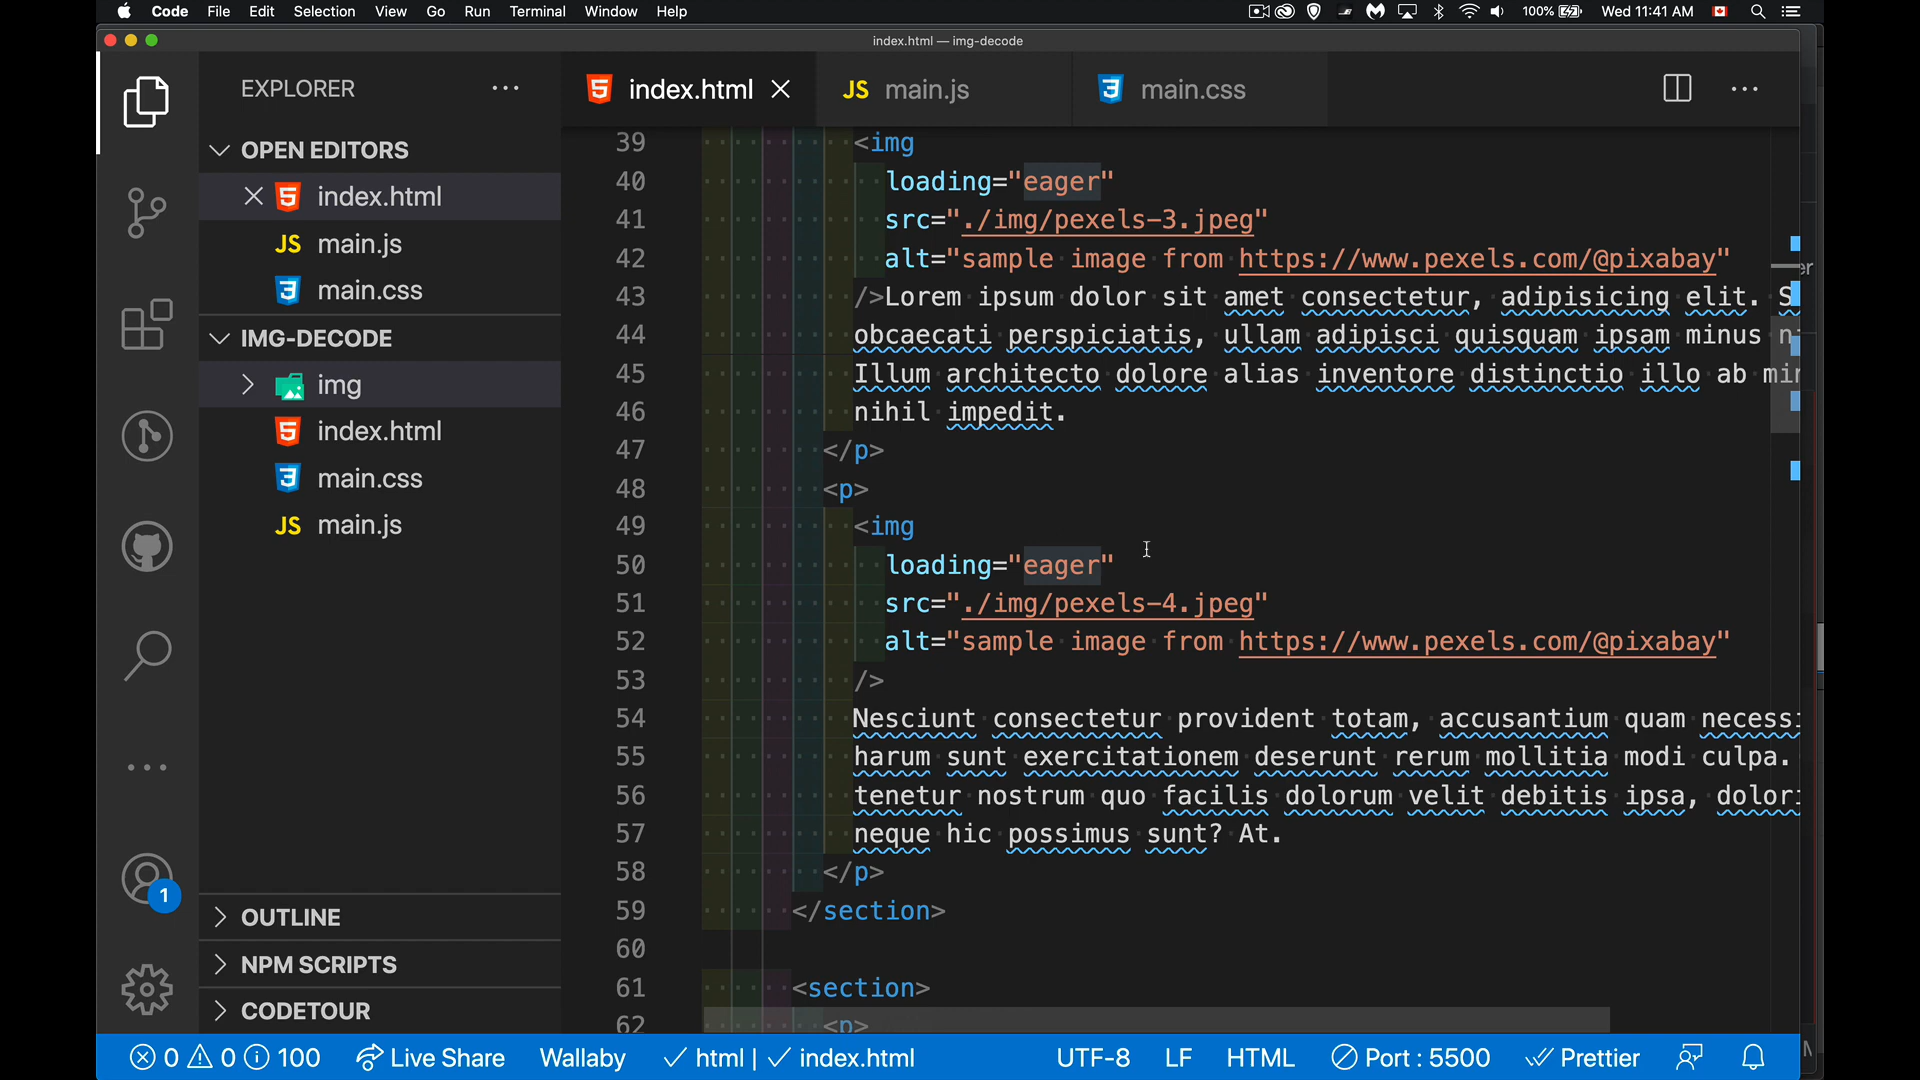 Code File Edit Selection View Go Run Terminal Window Help 100% Wed 11:41 AM
index.html — img-decode
EXPLORER
index.html
JS main.js
main.css
OPEN EDITORS
index.html
JS main.js
main.css
IMG-DECODE
img
index.html
main.css
JS main.js
OUTLINE
NPM SCRIPTS
CODETOUR
1
39 <img
40 loading="eager"
41 src="./img/pexels-3.jpeg"
42 alt="sample image from https://www.pexels.com/@pixabay"
43 />Lorem ipsum dolor sit amet consectetur, adipisicing elit. S
44 obcaecati perspiciatis, ullam adipisci quisquam ipsam minus
45 Illum architecto dolore alias inventore distinctio illo ab
46 nihil impedit.
47 </p>
48 <p>
49 <img
50 loading="eager"
51 src="./img/pexels-4.jpeg"
52 alt="sample image from https://www.pexels.com/@pixabay"
53 />
54 Nesciunt consectetur provident totam, accusantium quam necessi
55 harum sunt exercitationem deserunt rerum mollitia modi culpa.
56 tenetur nostrum quo facilis dolorum velit debitis ipsa, dolori
57 neque hic possimus sunt? At.
58 </p>
59 </section>
60
61 <section>
62 <p>
0 0 100 Live Share Wallaby html | index.html UTF-8 LF HTML Port : 5500 Prettier